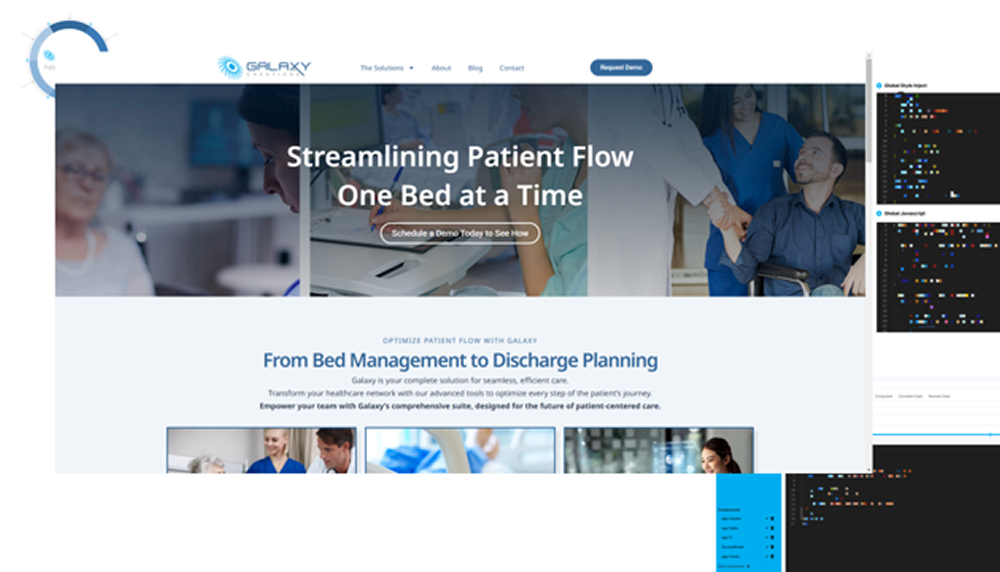 GALAXY
CREATIONS
The Solutions
About
Blog
Contact
Request Demo
Streamlining Patient Flow
One Bed at a Time
Schedule a Demo Today to See How
OPTIMIZE PATIENT FLOW WITH GALAXY
From Bed Management to Discharge Planning
Galaxy is your complete solution for seamless, efficient care.
Transform your healthcare network with our advanced tools to optimize every step of the patient's journey.
Empower your team with Galaxy's comprehensive suite, designed for the future of patient-centered care.
Global Style Inject
Global Javascript